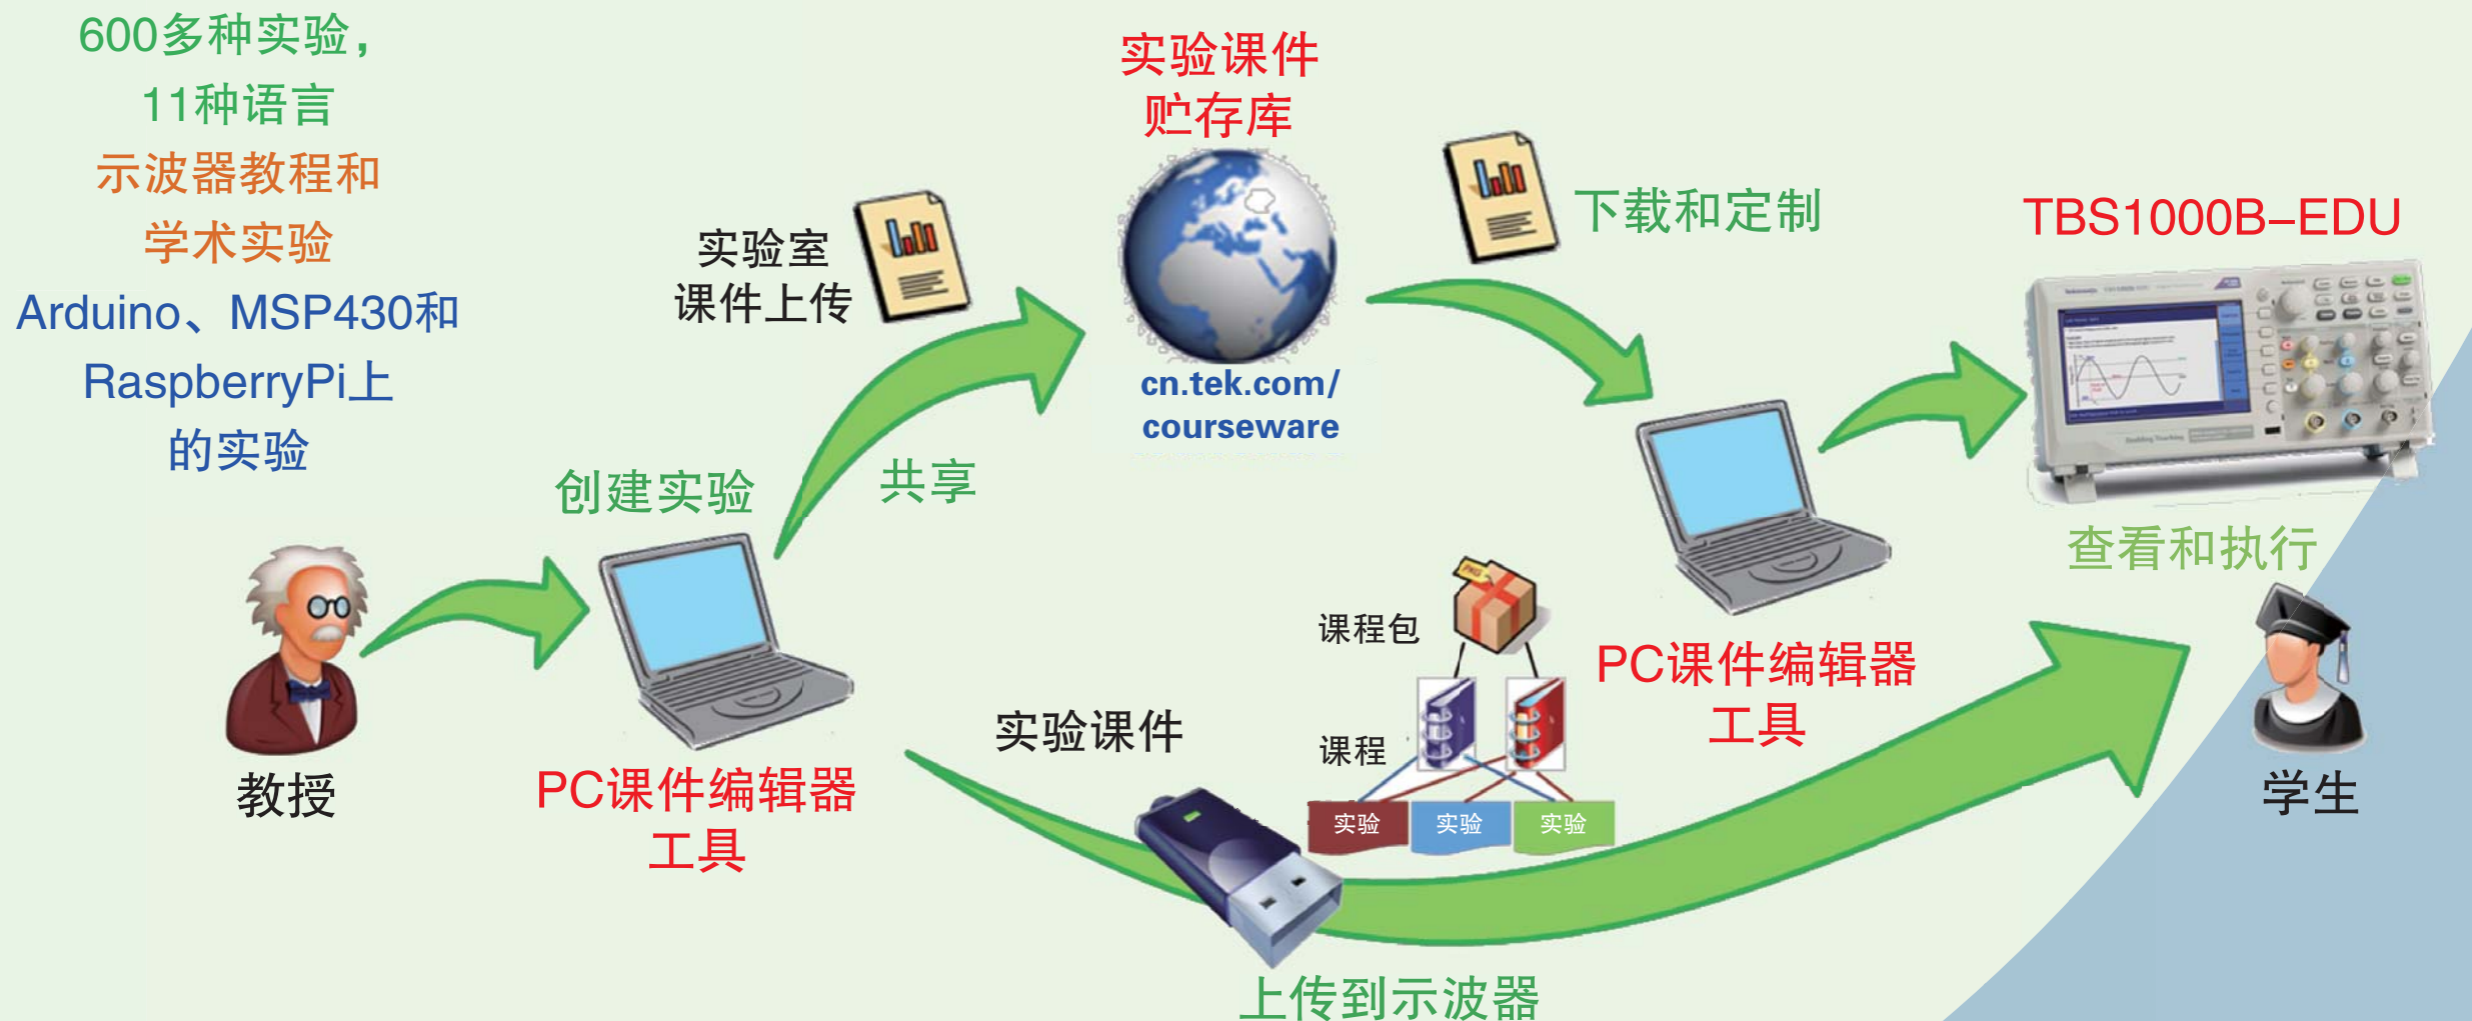 600多种实验，
11种语言
示波器教程和
学术实验
Arduino、MSP430和
RaspberryPi上
的实验
实验课件
贮存库
cn.tek.com/
courseware
实验室
课件上传
下载和定制
TBS1000B–EDU
创建实验
共享
查看和执行
教授
PC课件编辑器
工具
实验课件
PKG
课程包
课程
实验
实验
实验
PC课件编辑器
工具
学生
上传到示波器